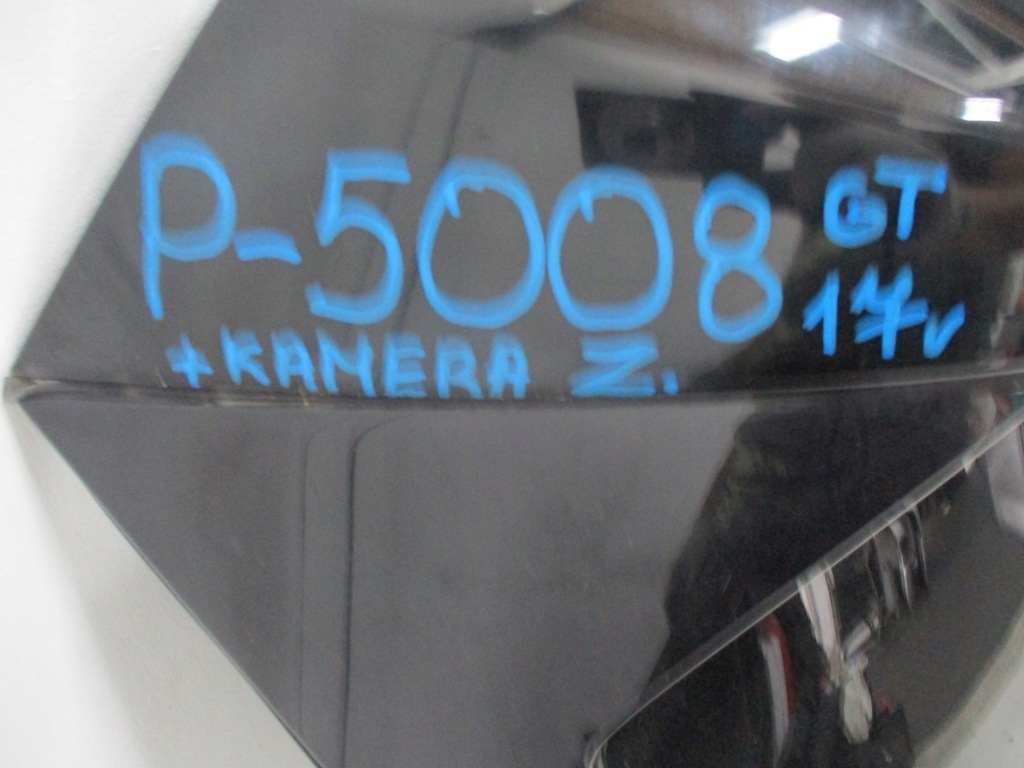 P-5008 GT
17v
+KAMERA Z.